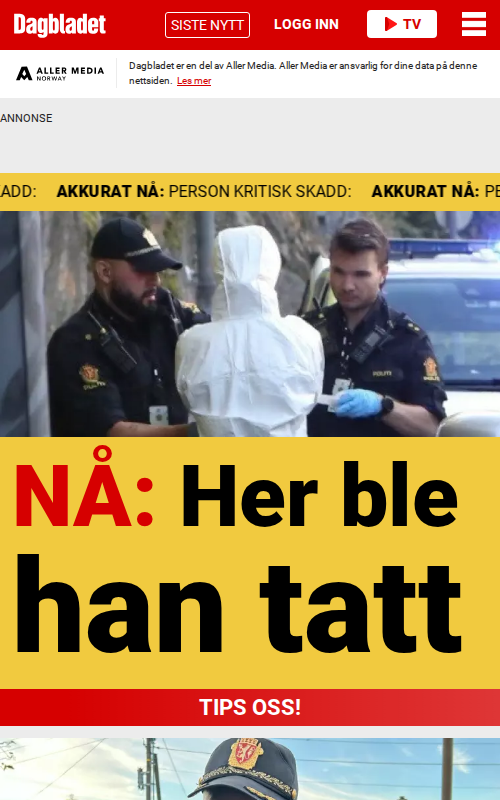 Dagbladet
SISTE NYTT
LOGG INN
TV
ALLER MEDIA
NORWAY
Dagbladet er en del av Aller Media. Aller Media er ansvarlig for dine data på denne
nettsiden. Les mer
ANNONSE
ADD: AKKURAT NÅ: PERSON KRITISK SKADD: AKKURAT NÅ: PE
POLITI
POLITI
NÅ: Her ble
han tatt
TIPS OSS!